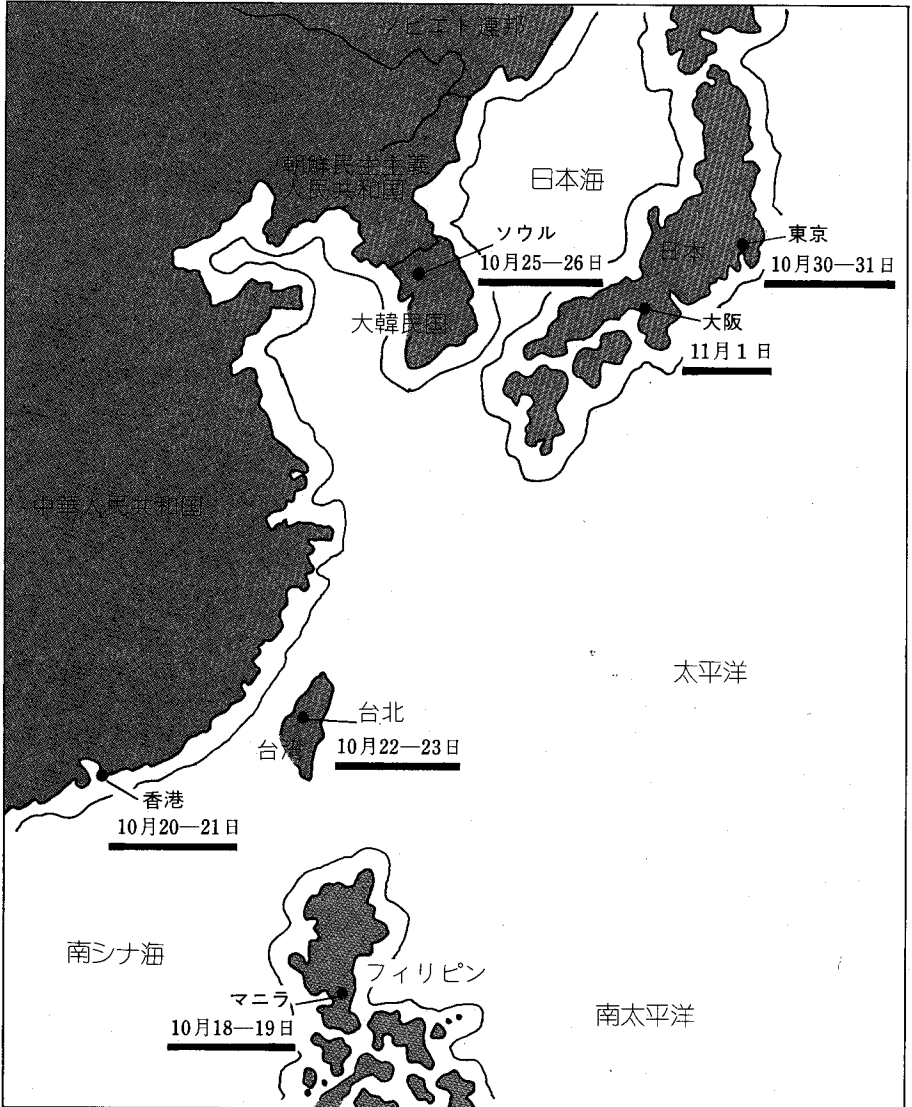 ソビエト連邦
朝鮮民主主義
民共和国
日本海
ソウル
10月25—26日
日本
東京
10月30—31日
大韓民国
大阪
11月1日
中華人民共和国
太平洋
台北
台湾
10月22—23日
香港
10月20—21日
南シナ海
フィリピン
マニラ
10月18—19日
南太平洋